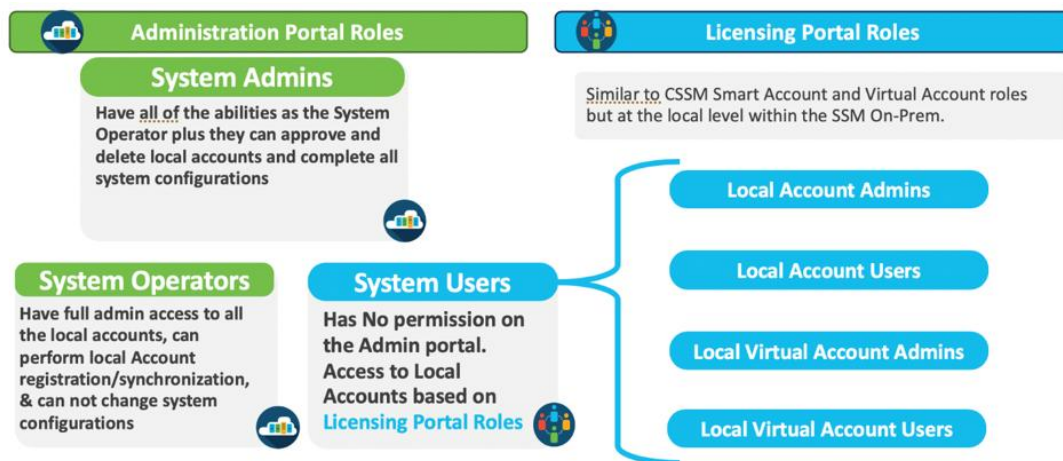 Administration Portal Roles
Licensing Portal Roles
System Admins
Have all of the abilities as the System
Operator plus they can approve and
delete local accounts and complete all
system configurations
Similar to CSSM Smart Account and Virtual Account roles
but at the local level within the SSM On-Prem.
System Operators
Have full admin access to all
the local accounts, can
perform local Account
registration/synchronization,
& can not change system
configurations
System Users
Has No permission on
the Admin portal.
Access to Local
Accounts based on
Licensing Portal Roles
Local Account Admins
Local Account Users
Local Virtual Account Admins
Local Virtual Account Users